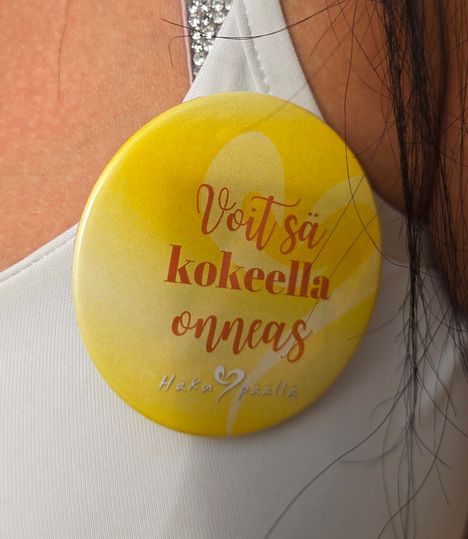 Voit sä
kokeella
onneas
Haku päällä